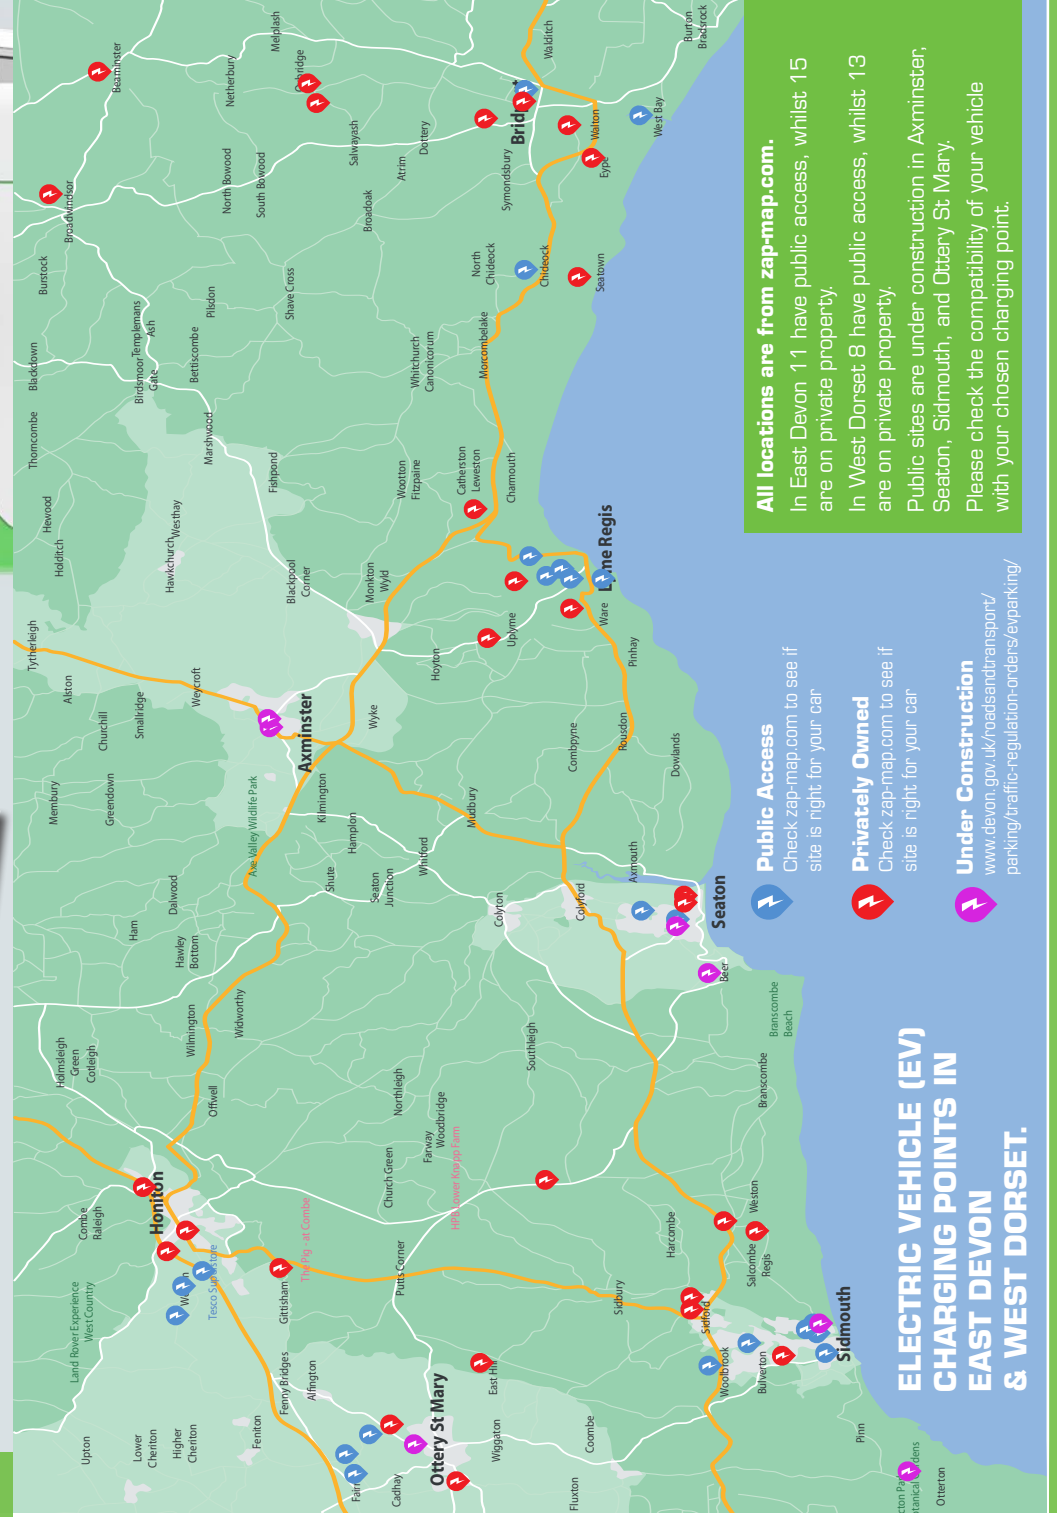 Tytherleigh
Thorncombe
Blackdown
Burstock
Broadwindsor
Beaminster
Hewood
Holditch
Membury
Alston
Holmsleigh
Green
Cotleigh
Land Rover Experience
West Country
Upton
Combe
Raleigh
Greendown
Churchill
Smallridge
Ham
Lower
Cheriton
Higher
Cheriton
Honiton
Dalwood
Hawley
Bottom
Wilmington
Weycroft
Hawkchurch
Westhay
Birdsmoor
Gate
Templemans
Ash
Bettiscombe
Pilsdon
Marshwood
North Bowood
South Bowood
Netherbury
Melplash
Tesco Superstore
Offwell
Widworthy
Axe Valley Wildlife Park
Feniton
Fenny Bridges
Gittisham
Alfington
The Pig - at Combe
Axminster
Kilmington
Shute
Hamplon
Blackpool
Corner
Fishpond
Shave Cross
Salwayash
Broadoak
Atrim
Dottery
Seaton
Junction
Wyke
Monkton
Wyld
Wootton
Fitzpaine
Whitchurch
Canonicorum
Cadhay
Putts Corner
Church Green
Northleigh
Farway
Woodbridge
HPB Lower Knapp Farm
Whitford
Hoyton
Ottery St Mary
East Hill
Wiggaton
Mudbury
Catherston
Leweston
Morcombelake
North
Chideock
Symondsbury
Colyton
Uplyme
Charmouth
Southleigh
Chideock
Walditch
Fluxton
Coombe
Colyford
Combpyne
Ware
Seatown
Eype
Walton
Sidbury
Rousdon
Pinhay
Axmouth
West Bay
Harcombe
Dowlands
Burton
Bradsrock
Sidford
Seaton
Woolbrook
Beer
Salcombe
Regis
Weston
Bulverton
Branscombe
Branscombe
Beach
Sidmouth
Pinn
Otterton
ELECTRIC VEHICLE (EV)
CHARGING POINTS IN
EAST DEVON
& WEST DORSET.
Public Access
Check zap-map.com to see if
site is right for your car
Privately Owned
Check zap-map.com to see if
site is right for your car
Under Construction
www.devon.gov.uk/roadsandtransport/
parking/traffic-regulation-orders/evparking/
All locations are from zap-map.com.
In East Devon 11 have public access, whilst 15
are on private property.
In West Dorset 8 have public access, whilst 13
are on private property.
Public sites are under construction in Axminster,
Seaton, Sidmouth, and Ottery St Mary.
Please check the compatibility of your vehicle
with your chosen charging point.